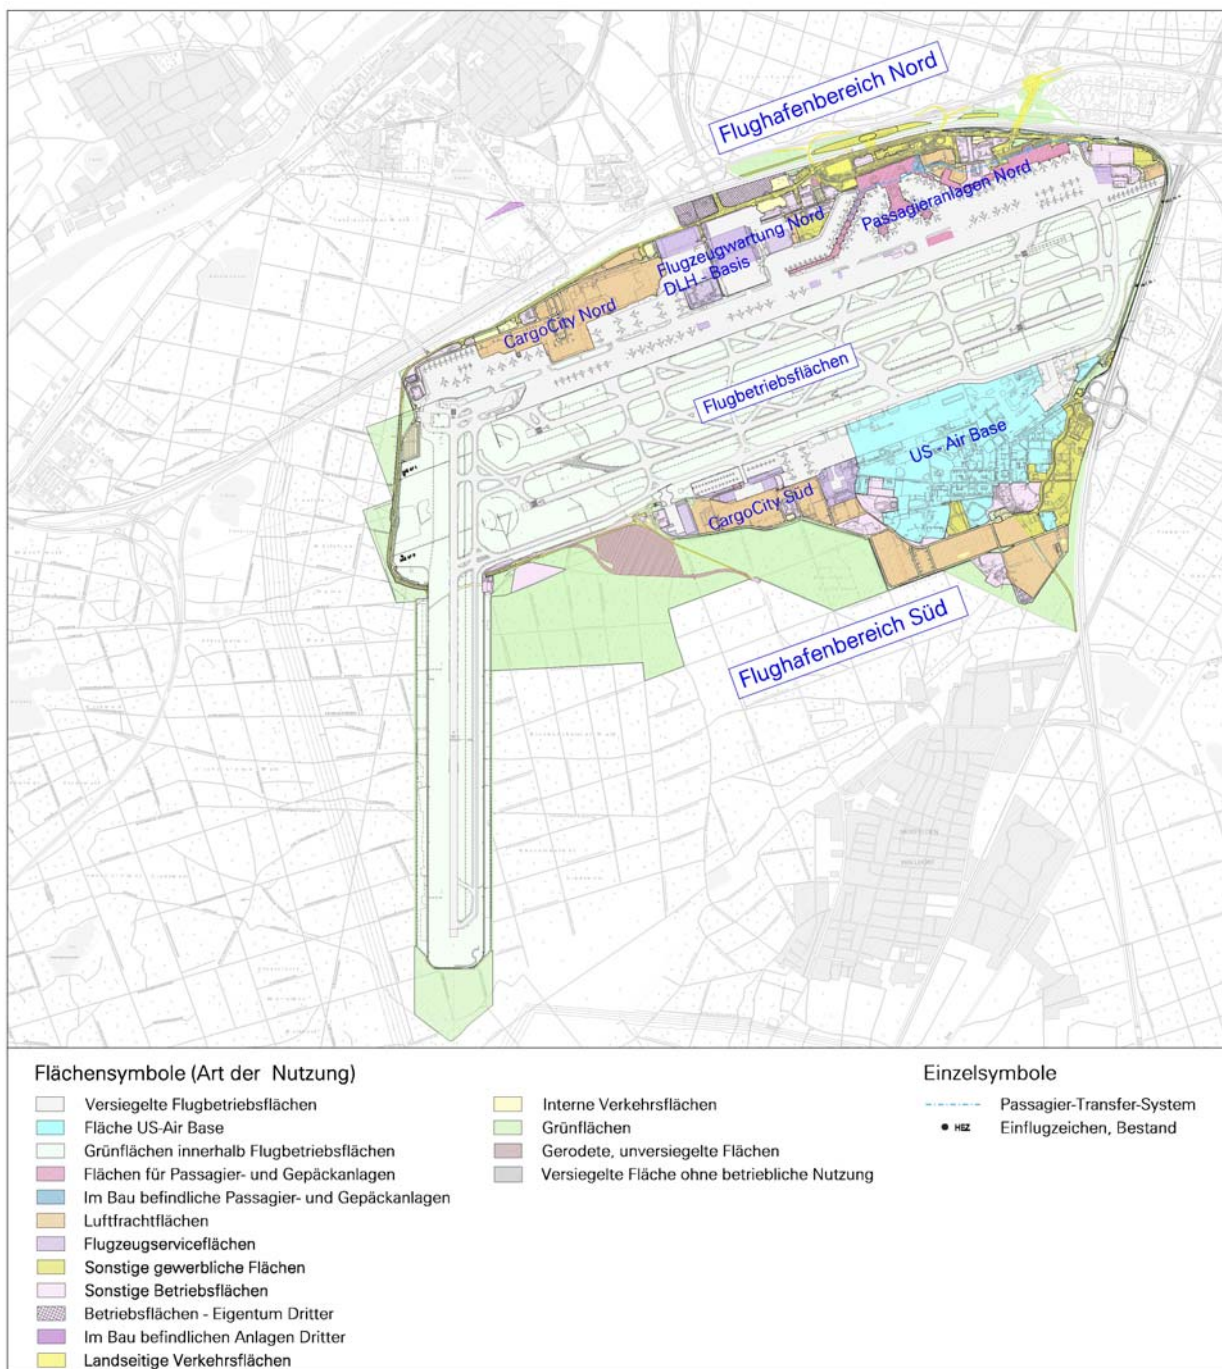 Flughafenbereich Nord
Passagieranlagen Nord
Flugzeugwartung Nord
DLH - Basis
CargoCity Nord
Flugbetriebsflächen
US - Air Base
CargoCity Süd
Flughafenbereich Süd
Flächensymbole (Art der Nutzung)
Versiegelte Flugbetriebsflächen
Fläche US-Air Base
Grünflächen innerhalb Flugbetriebsflächen
Flächen für Passagier- und Gepäckanlagen
Im Bau befindliche Passagier- und Gepäckanlagen
Luftfrachtflächen
Flugzeugserviceflächen
Sonstige gewerbliche Flächen
Sonstige Betriebsflächen
Betriebsflächen - Eigentum Dritter
Im Bau befindlichen Anlagen Dritter
Landseitige Verkehrsflächen
Interne Verkehrsflächen
Grünflächen
Gerodete, unversiegelte Flächen
Versiegelte Fläche ohne betriebliche Nutzung
Einzelsymbole
Passagier-Transfer-System
HEZ Einflugzeichen, Bestand